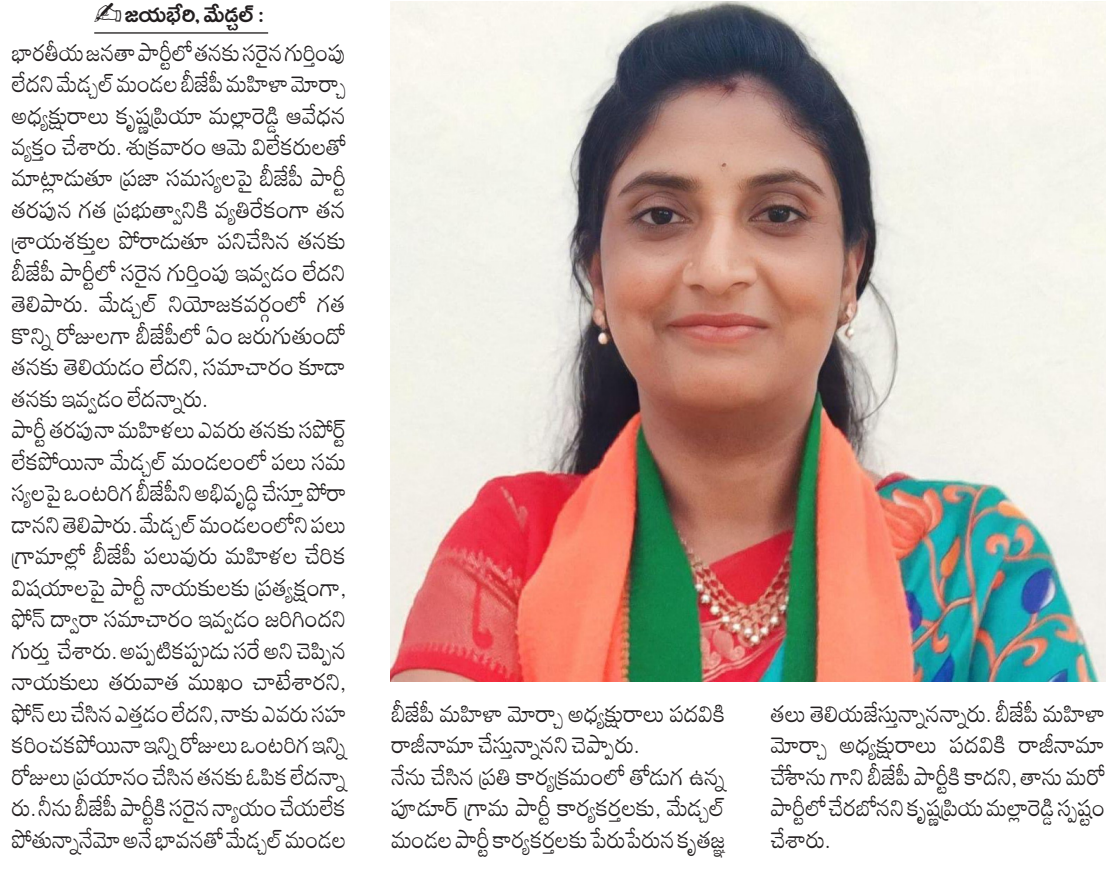 ✍ జయభేరి, మేడ్చల్ :
భారతీయ జనతా పార్టీలో తనకు సరైన గుర్తింపు
లేదని మేడ్చల్ మండల బీజేపీ మహిళా మోర్చా
అధ్యక్షురాలు కృష్ణప్రియా మల్లారెడ్డి ఆవేధన
వ్యక్తం చేశారు. శుక్రవారం ఆమె విలేకరులతో
మాట్లాడుతూ ప్రజా సమస్యలపై బీజేపీ పార్టీ
తరపున గత ప్రభుత్వానికి వ్యతిరేకంగా తన
శ్రాయశక్తుల పోరాడుతూ పనిచేసిన తనకు
బీజేపీ పార్టీలో సరైన గుర్తింపు ఇవ్వడం లేదని
తెలిపారు. మేడ్చల్ నియోజకవర్గంలో గత
కొన్ని రోజులగా బీజేపీలో ఏం జరుగుతుందో
తనకు తెలియడం లేదని, సమాచారం కూడా
తనకు ఇవ్వడం లేదన్నారు.
పార్టీ తరపునా మహిళలు ఎవరు తనకు సపోర్ట్
లేకపోయినా మేడ్చల్ మండలంలో పలు సమ
స్యలపై ఒంటరిగ బీజేపీని అభివృద్ధి చేస్తూ పోరా
డానని తెలిపారు. మేడ్చల్ మండలంలోని పలు
గ్రామాల్లో బీజేపీ పలువురు మహిళల చేరిక
విషయాలపై పార్టీ నాయకులకు ప్రత్యక్షంగా,
ఫోన్ ద్వారా సమాచారం ఇవ్వడం జరిగిందని
గుర్తు చేశారు. అప్పటికప్పుడు సరే అని చెప్పిన
నాయకులు తరువాత ముఖం చాటేశారని,
ఫోన్ లు చేసిన ఎత్తడం లేదని, నాకు ఎవరు సహ
కరించకపోయినా ఇన్ని రోజులు ఒంటరిగ ఇన్ని
రోజులు ప్రయానం చేసిన తనకు ఓపిక లేదన్నా
రు. నీను బీజేపీ పార్టీకి సరైన న్యాయం చేయలేక
పోతున్నానేమో అనే భావనతో మేడ్చల్ మండల
బీజేపీ మహిళా మోర్చా అధ్యక్షురాలు పదవికి
రాజీనామా చేస్తున్నానని చెప్పారు.
నేను చేసిన ప్రతి కార్యక్రమంలో తోడుగ ఉన్న
పూడూర్ గ్రామ పార్టీ కార్యకర్తలకు, మేడ్చల్
మండల పార్టీ కార్యకర్తలకు పేరుపేరున కృతజ్ఞ
తలు తెలియజేస్తున్నానన్నారు. బీజేపీ మహిళా
మోర్చా అధ్యక్షురాలు పదవికి రాజీనామా
చేశాను గాని బీజేపీ పార్టీకి కాదని, తాను మరో
పార్టీలో చేరబోనని కృష్ణప్రియ మల్లారెడ్డి స్పష్టం
చేశారు.